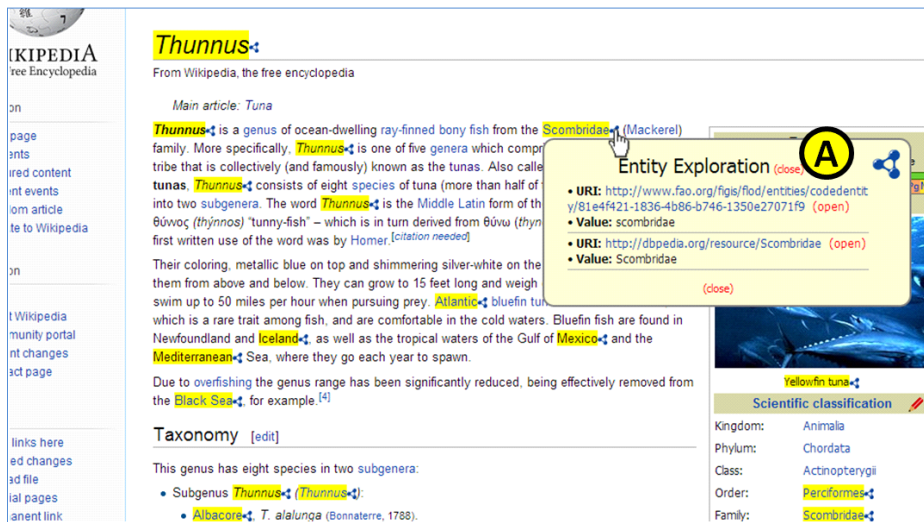 IKIPEDIA
ree Encyclopedia
on
page
ents
ured content
ent events
lom article
te to Wikipedia
on
t Wikipedia
munity portal
nt changes
act page
links here
ed changes
ad file
ial pages
anent link
Thunnus
From Wikipedia, the free encyclopedia
Main article: Tuna
Thunnus is a genus of ocean-dwelling ray-finned bony fish from the Scombridae (Mackerel)
family. More specifically, Thunnus is one of five genera which compr
tribe that is collectively (and famously) known as the tunas. Also calle
tunas, Thunnus consists of eight species of tuna (more than half of
into two subgenera. The word Thunnus is the Middle Latin form of th
θύννος (thýnnos) "tunny-fish" – which is in turn derived from θύνω (thyn
first written use of the word was by Homer.[citation needed]
Their coloring, metallic blue on top and shimmering silver-white on the
them from above and below. They can grow to 15 feet long and weigh
swim up to 50 miles per hour when pursuing prey. Atlantic bluefin tun
which is a rare trait among fish, and are comfortable in the cold waters. Bluefin fish are found in
Newfoundland and Iceland, as well as the tropical waters of the Gulf of Mexico and the
Mediterranean Sea, where they go each year to spawn.
Due to overfishing the genus range has been significantly reduced, being effectively removed from
the Black Sea, for example.[4]
Taxonomy [edit]
This genus has eight species in two subgenera:
• Subgenus Thunnus (Thunnus):
• Albacore, T. alalunga (Bonnaterre, 1788).
A
Entity Exploration (close)
• URI: http://www.fao.org/figis/flod/entities/codedentit
y/81e4f421-1836-4b86-b746-1350e27071f9 (open)
• Value: scombridae
• URI: http://dbpedia.org/resource/Scombridae (open)
• Value: Scombridae
(close)
Yellowfin tuna
Scientific classification
Kingdom: Animalia
Phylum: Chordata
Class: Actinopterygii
Order: Perciformes
Family: Scombridae